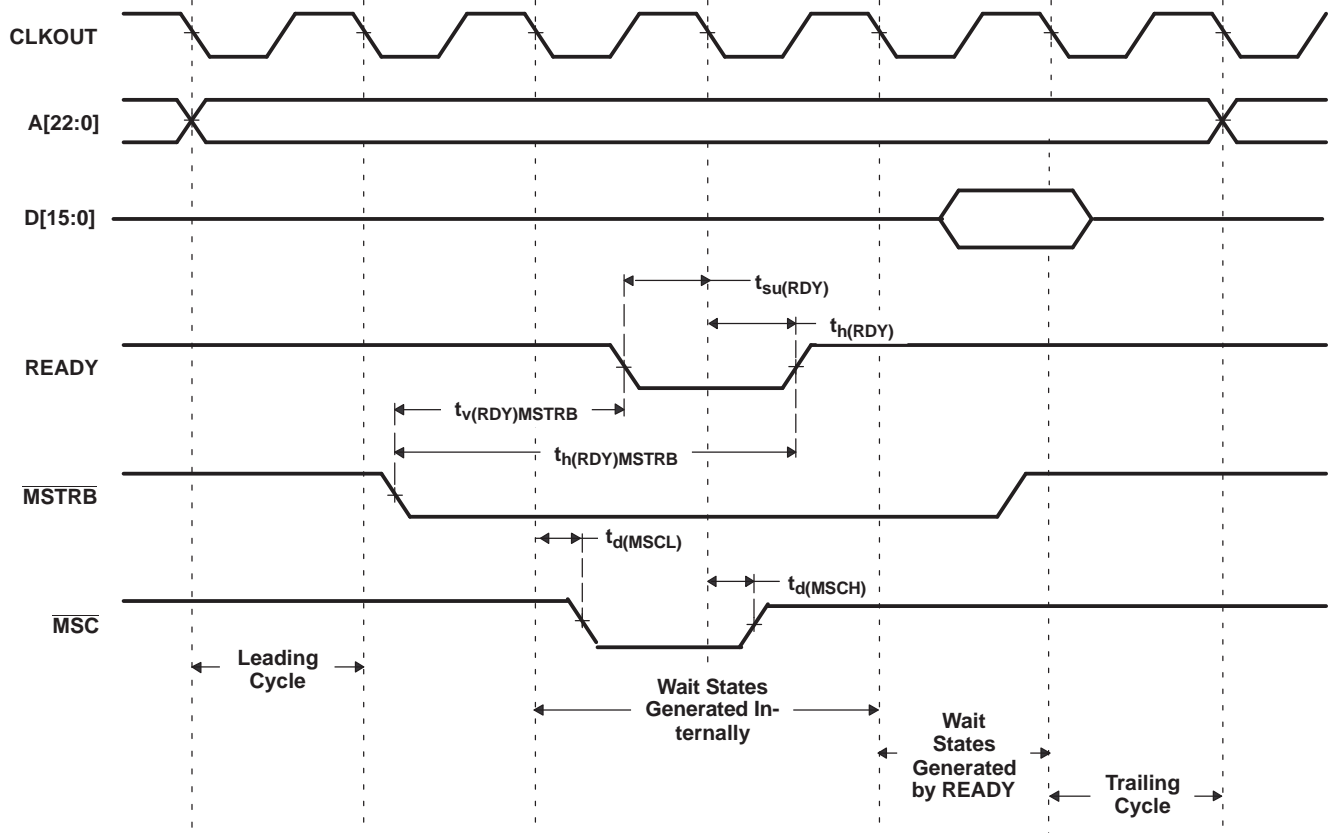 CLKOUT
A[22:0]
D[15:0]
tsu(RDY)
th(RDY)
READY
tv(RDY)MSTRB
th(RDY)MSTRB
MSTRB
td(MSCL)
td(MSCH)
MSC
Leading
Cycle
Wait States
Generated In-
ternally
Wait
States
Generated
by READY
Trailing
Cycle